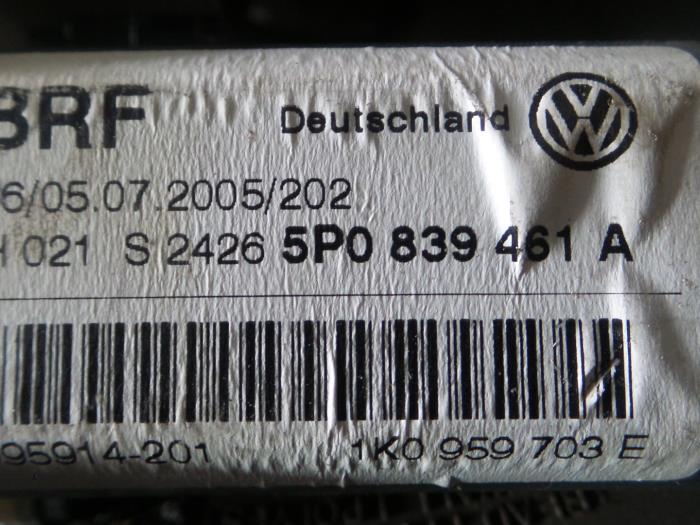 BRF Deutschland
6/05.07.2005/202
H 021 S 2426 5P0 839 461 A
95914-201 1K0 959 703 E